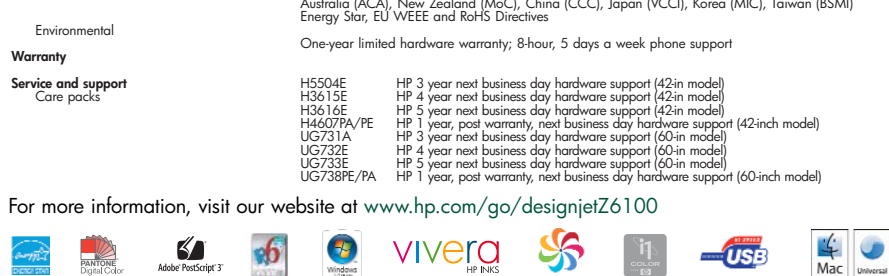 Australia (ACA), New Zealand (MoC), China (CCC), Japan (VCCI), Korea (MIC), Taiwan (BSMI)
Energy Star, EU WEEE and RoHS Directives
Environmental
One-year limited hardware warranty; 8-hour, 5 days a week phone support
Warranty
Service and support
Care packs
H5504E HP 3 year next business day hardware support (42-in model)
H3615E HP 4 year next business day hardware support (42-in model)
H3616E HP 5 year next business day hardware support (42-in model)
H4607PA/PE HP 1 year, post warranty, next business day hardware support (42-inch model)
UG731A HP 3 year next business day hardware support (60-in model)
UG732E HP 4 year next business day hardware support (60-in model)
UG733E HP 5 year next business day hardware support (60-in model)
UG738PE/PA HP 1 year, post warranty, next business day hardware support (60-inch model)
For more information, visit our website at www.hp.com/go/designjetZ6100
ENERGY STAR
PANTONE
Digital Color
Adobe PostScript 3
Windows
vivera
HP INKS
i1
COLOR
USB
Mac
Universal